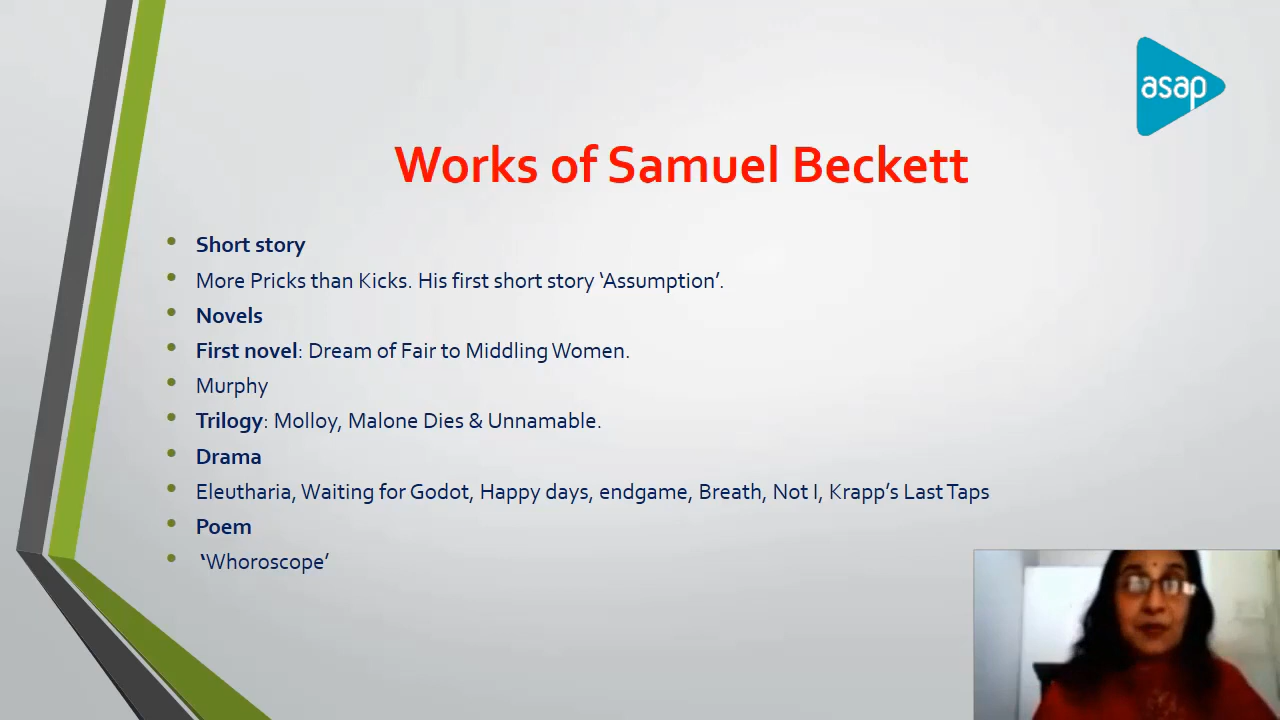 asap
Works of Samuel Beckett
Short story
More Pricks than Kicks. His first short story ‘Assumption’.
Novels
First novel: Dream of Fair to Middling Women.
Murphy
Trilogy: Molloy, Malone Dies & Unnamable.
Drama
Eleutharia, Waiting for Godot, Happy days, endgame, Breath, Not I, Krapp’s Last Taps
Poem
‘Whoroscope’